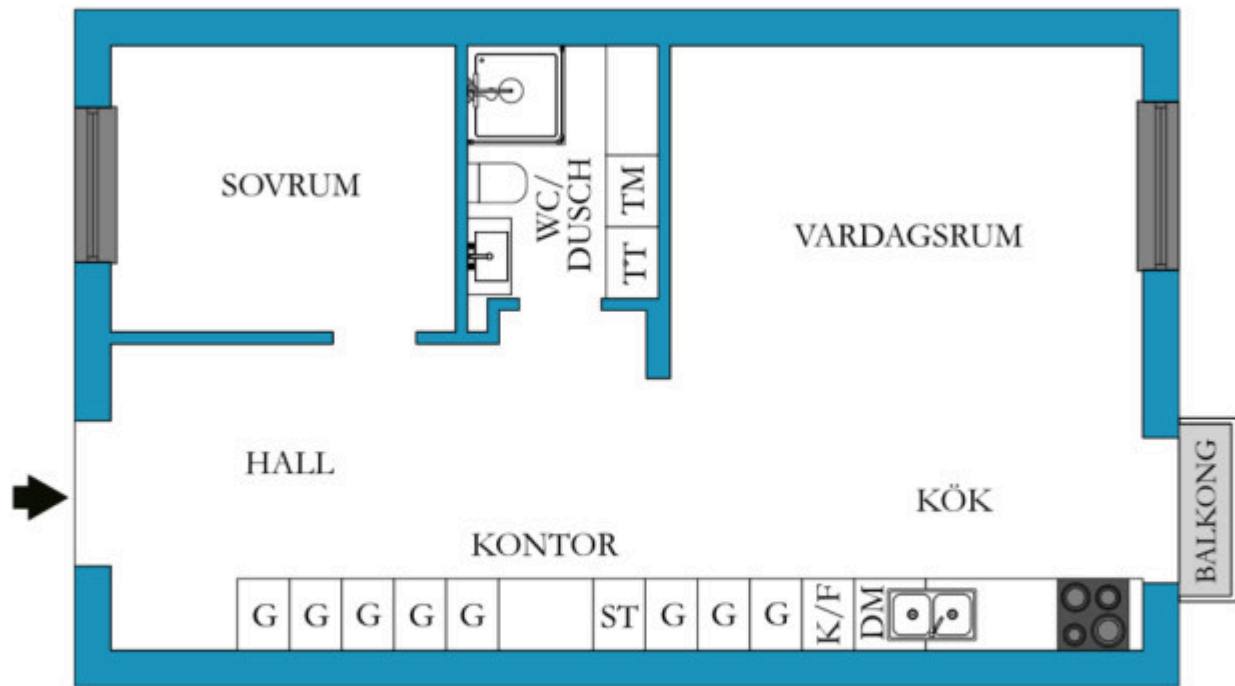 SOVRUM
WC/
DUSCH
TM
TT
VARDAGSRUM
HALL
KONTOR
KÖK
BALKONG
G
G
G
G
G
ST
G
G
G
K/F
DM